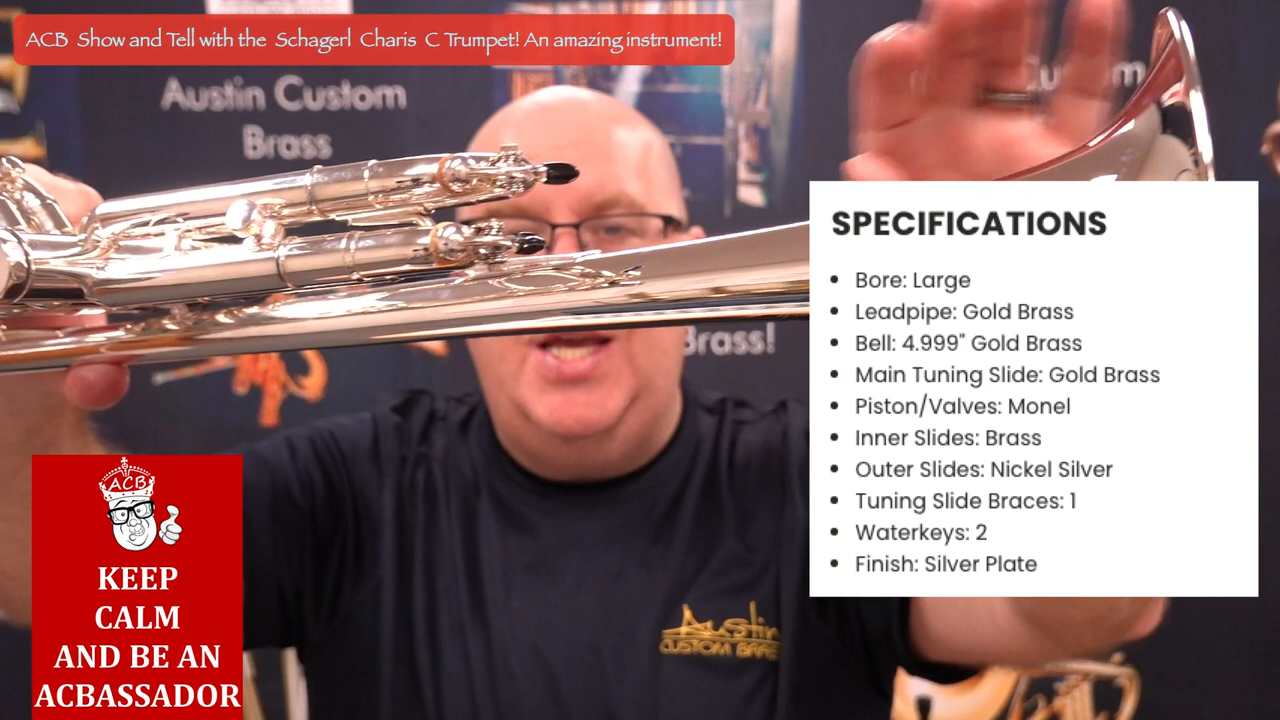 ACB Show and Tell with the Schagerl Charis C Trumpet! An amazing instrument!
Austin Custom
Brass
Brass!
SPECIFICATIONS
• Bore: Large
• Leadpipe: Gold Brass
• Bell: 4.999" Gold Brass
• Main Tuning Slide: Gold Brass
• Piston/Valves: Monel
• Inner Slides: Brass
• Outer Slides: Nickel Silver
• Tuning Slide Braces: 1
• Waterkeys: 2
• Finish: Silver Plate
ACB
KEEP
CALM
AND BE AN
ACBASSADOR
Austin
CUSTOM BRASS